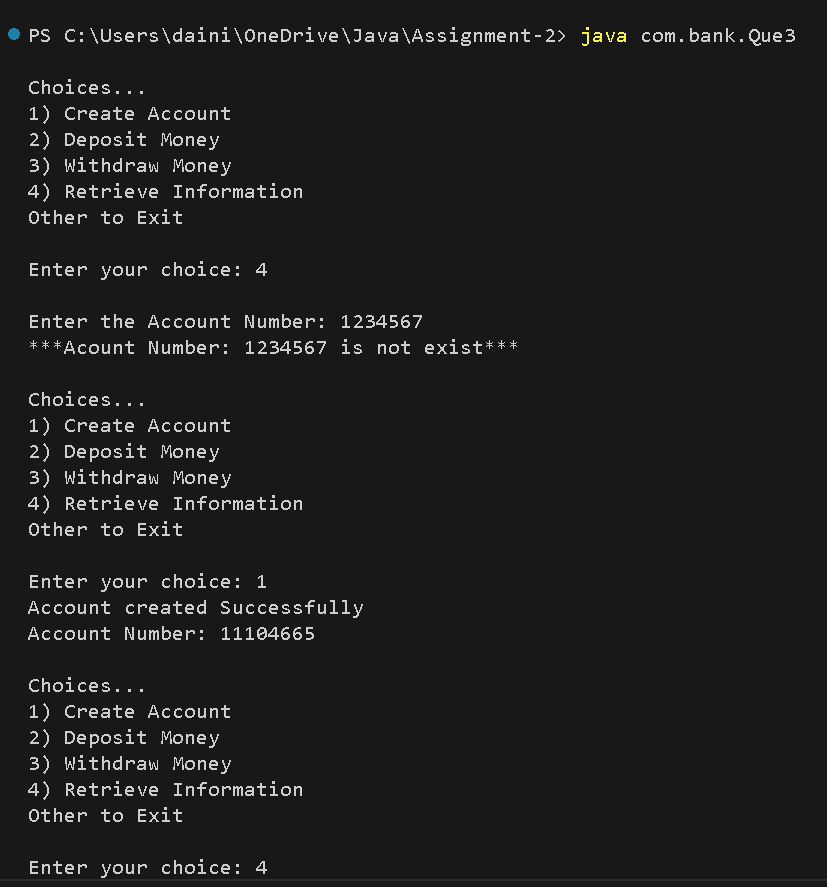 PS C:\Users\daini\OneDrive\Java\Assignment-2> java com.bank.Que3
Choices...
1) Create Account
2) Deposit Money
3) Withdraw Money
4) Retrieve Information
Other to Exit
Enter your choice: 4
Enter the Account Number: 1234567
***Acount Number: 1234567 is not exist***
Choices...
1) Create Account
2) Deposit Money
3) Withdraw Money
4) Retrieve Information
Other to Exit
Enter your choice: 1
Account created Successfully
Account Number: 11104665
Choices...
1) Create Account
2) Deposit Money
3) Withdraw Money
4) Retrieve Information
Other to Exit
Enter your choice: 4